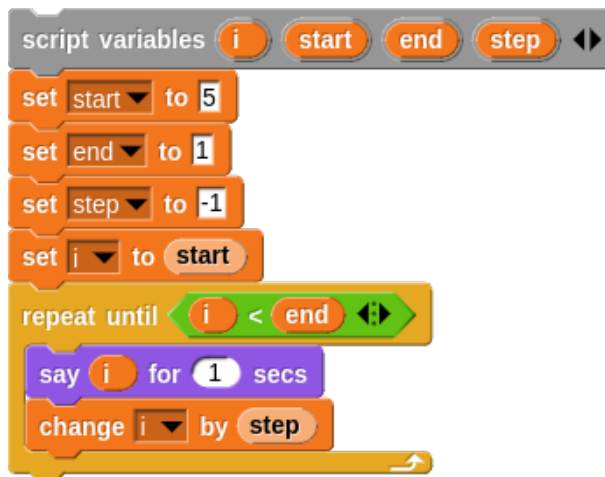 script variables i start end step
set start to 5
set end to 1
set step to -1
set i to start
repeat until i < end
say i for 1 secs
change i by step